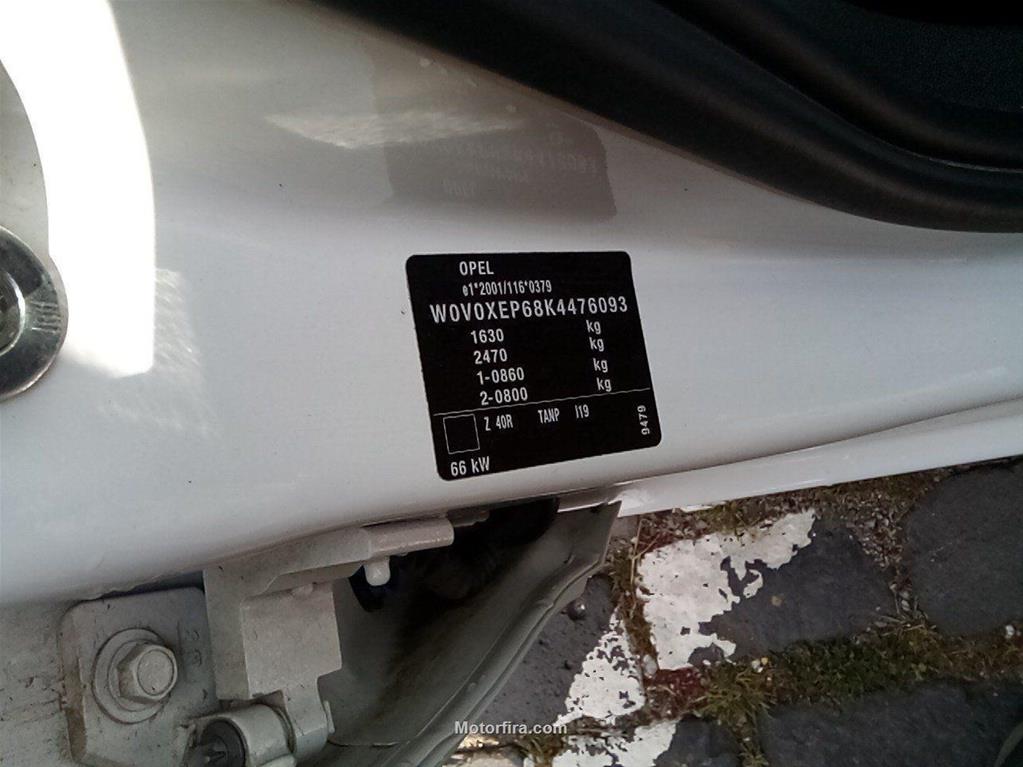 OPEL
e1*2001/116*0379
W0V0XEP68K4476093
1630 kg
2470 kg
1-0860 kg
2-0800 kg
Z 40R TANP I19
9479
66 kW
Motorfira.com